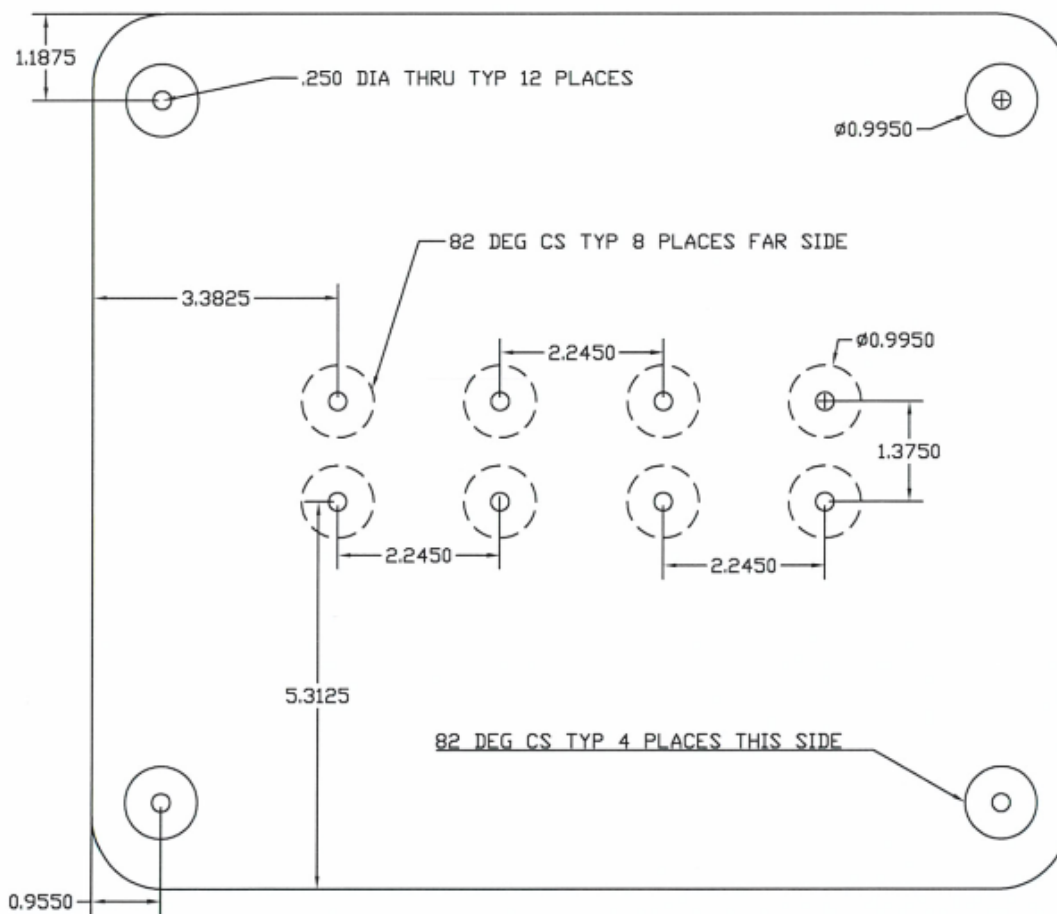 1.1875
.250 DIA THRU TYP 12 PLACES
ø0.9950
82 DEG CS TYP 8 PLACES FAR SIDE
3.3825
2.2450
ø0.9950
1.3750
2.2450
2.2450
5.3125
82 DEG CS TYP 4 PLACES THIS SIDE
0.9550